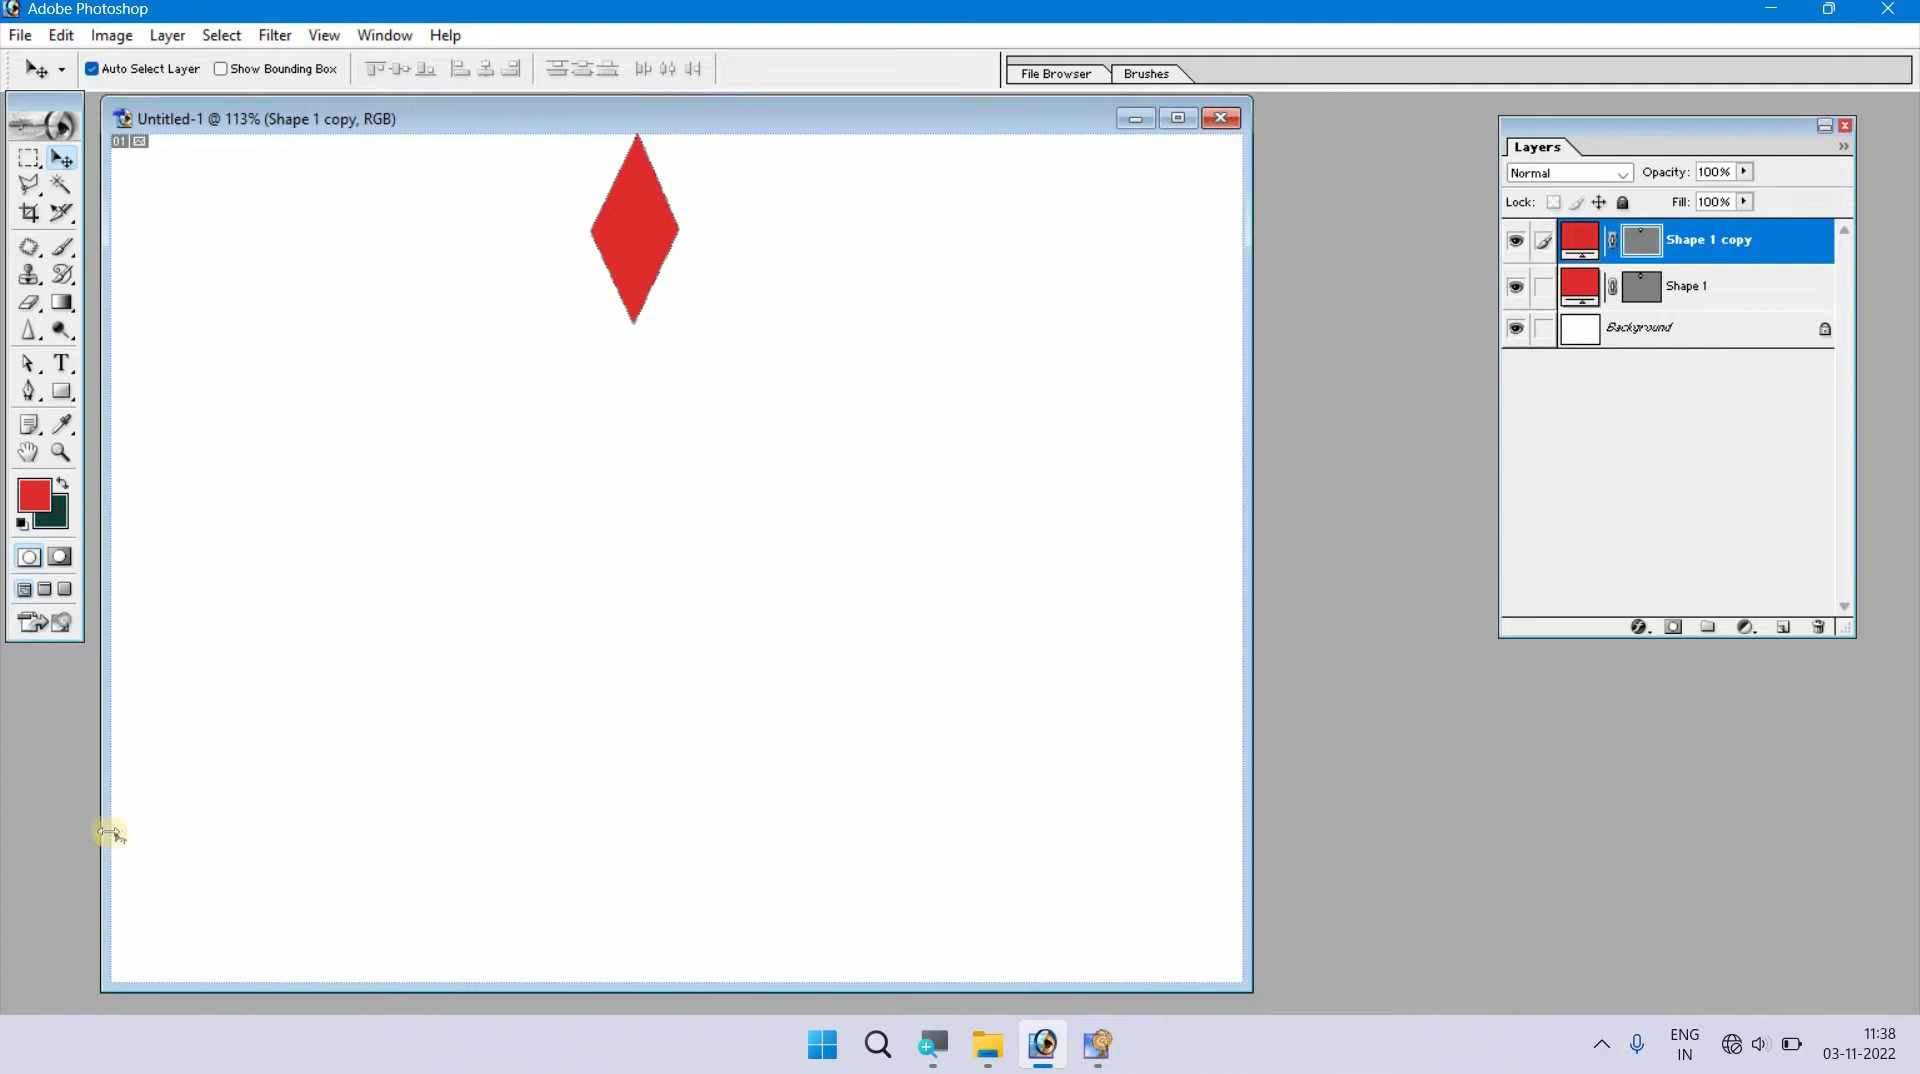 Adobe Photoshop
File Edit Image Layer Select Filter View Window Help
Auto Select Layer Show Bounding Box
File Browser Brushes
Untitled-1 @ 113% (Shape 1 copy, RGB)
01
Layers
Normal Opacity: 100%
Lock: Fill: 100%
Shape 1 copy
Shape 1
Background
T
ENG
IN
11:38
03-11-2022